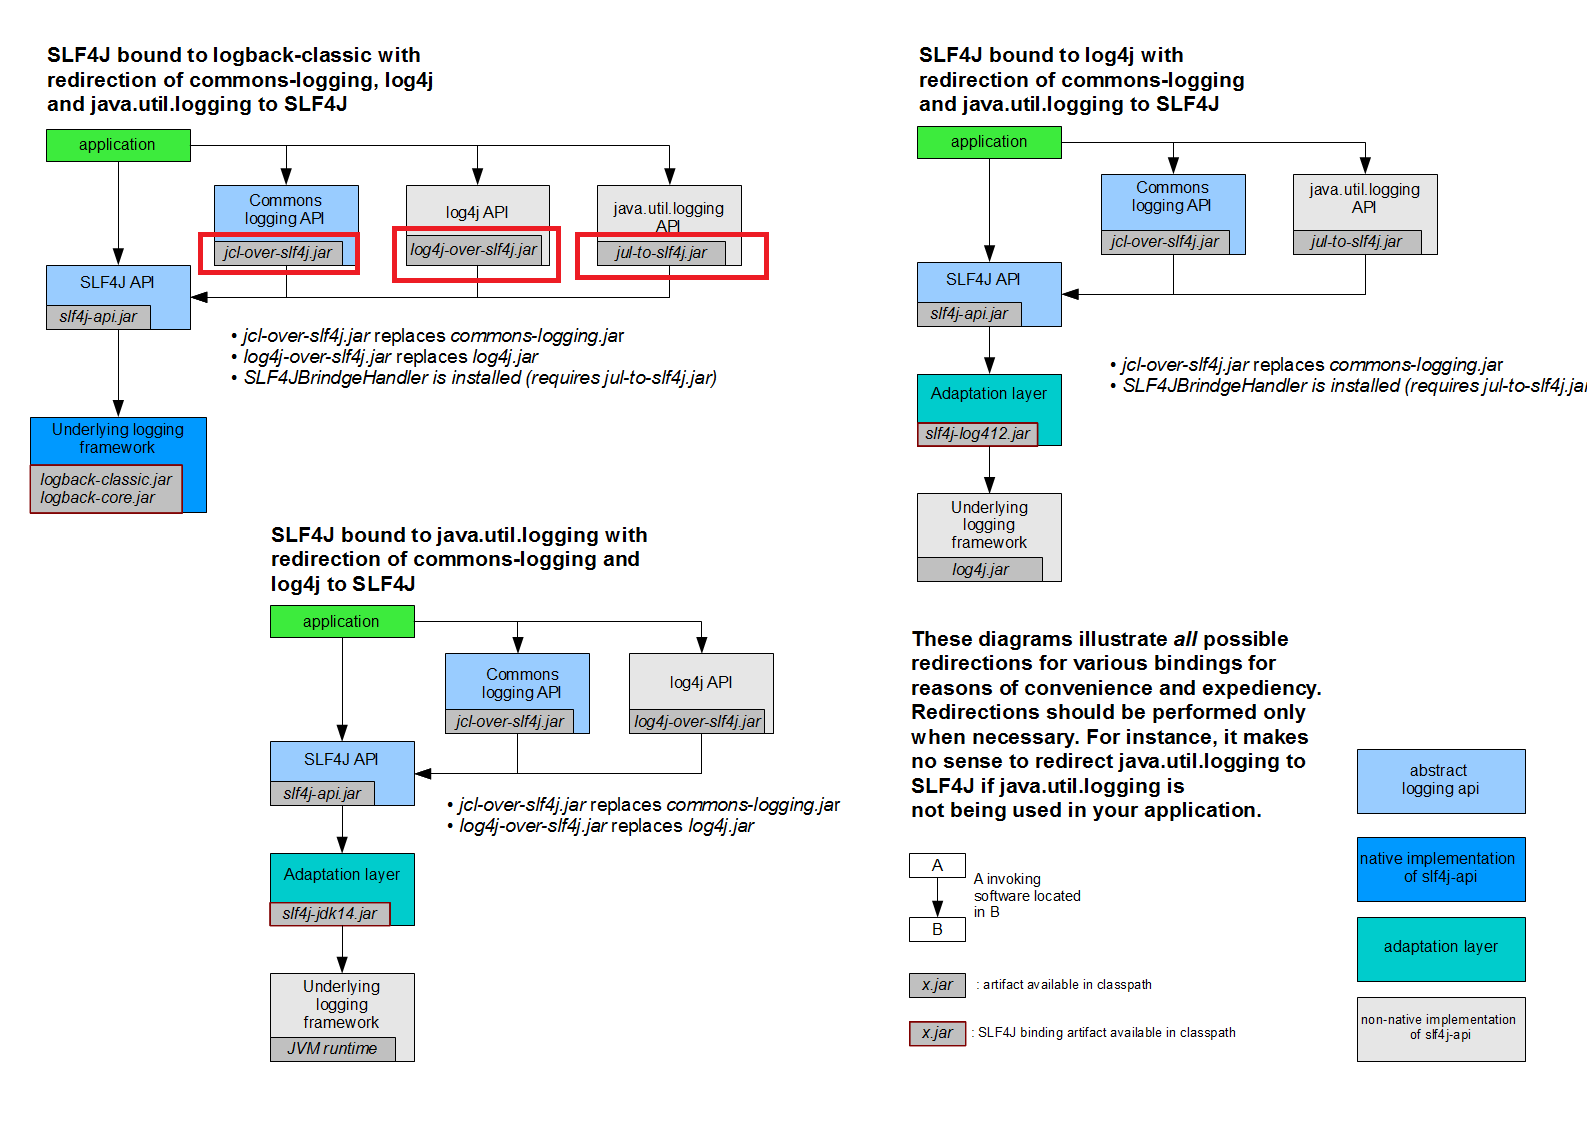 SLF4J bound to logback-classic with
redirection of commons-logging, log4j
and java.util.logging to SLF4J
application
Commons
logging API
jcl-over-slf4j.jar
log4j API
log4j-over-slf4j.jar
java.util.logging
API
jul-to-slf4j.jar
SLF4J API
slf4j-api.jar
• jcl-over-slf4j.jar replaces commons-logging.jar
• log4j-over-slf4j.jar replaces log4j.jar
• SLF4JBrindgeHandler is installed (requires jul-to-slf4j.jar)
Underlying logging
framework
logback-classic.jar
logback-core.jar
SLF4J bound to log4j with
redirection of commons-logging
and java.util.logging to SLF4J
application
Commons
logging API
jcl-over-slf4j.jar
java.util.logging
API
jul-to-slf4j.jar
SLF4J API
slf4j-api.jar
• jcl-over-slf4j.jar replaces commons-logging.jar
• SLF4JBrindgeHandler is installed (requires jul-to-slf4j.jar
Adaptation layer
slf4j-log412.jar
Underlying
logging
framework
log4j.jar
SLF4J bound to java.util.logging with
redirection of commons-logging and
log4j to SLF4J
application
Commons
logging API
jcl-over-slf4j.jar
log4j API
log4j-over-slf4j.jar
SLF4J API
slf4j-api.jar
• jcl-over-slf4j.jar replaces commons-logging.jar
• log4j-over-slf4j.jar replaces log4j.jar
Adaptation layer
slf4j-jdk14.jar
Underlying
logging
framework
JVM runtime
These diagrams illustrate all possible
redirections for various bindings for
reasons of convenience and expediency.
Redirections should be performed only
when necessary. For instance, it makes
no sense to redirect java.util.logging to
SLF4J if java.util.logging is
not being used in your application.
A
A invoking
software located
in B
B
x.jar : artifact available in classpath
x.jar : SLF4J binding artifact available in classpath
abstract
logging api
native implementation
of slf4j-api
adaptation layer
non-native implementation
of slf4j-api